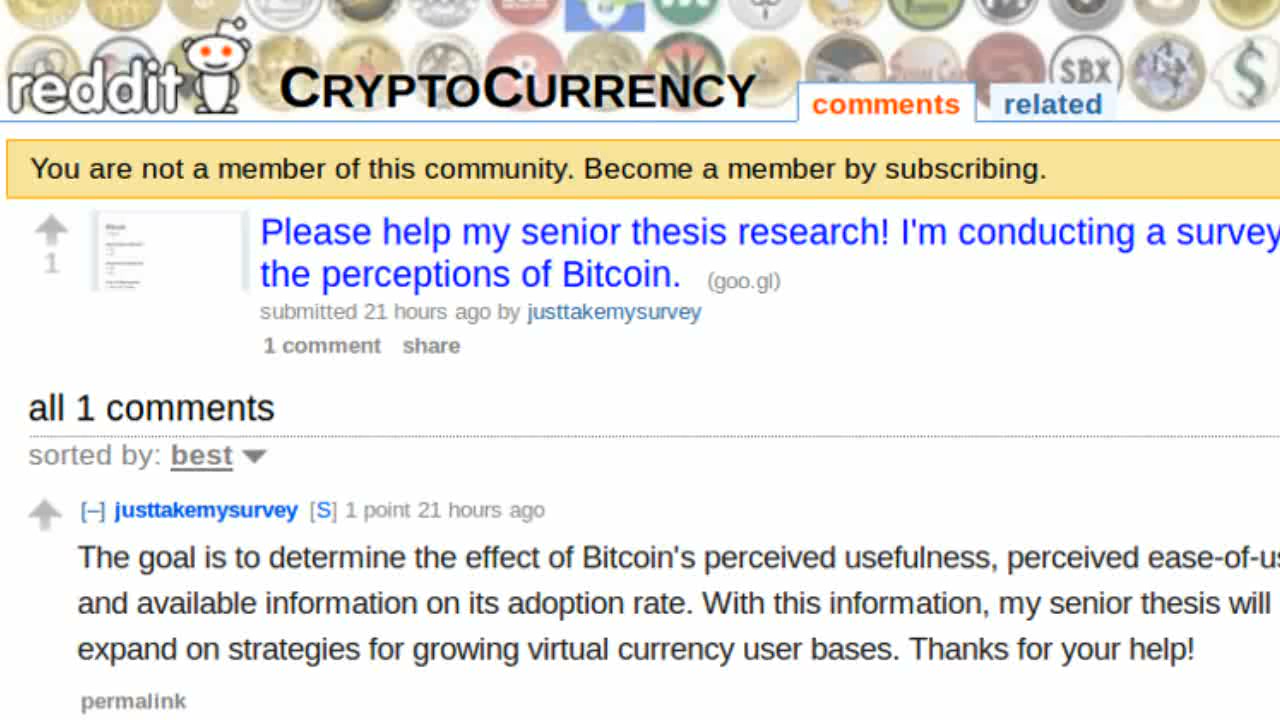 reddit CRYPTOCURRENCY comments related
SBX
You are not a member of this community. Become a member by subscribing.
1
Please help my senior thesis research! I'm conducting a survey
the perceptions of Bitcoin. (goo.gl)
submitted 21 hours ago by justtakemysurvey
1 comment share
all 1 comments
sorted by: best
[–] justtakemysurvey [S] 1 point 21 hours ago
The goal is to determine the effect of Bitcoin's perceived usefulness, perceived ease-of-us
and available information on its adoption rate. With this information, my senior thesis will
expand on strategies for growing virtual currency user bases. Thanks for your help!
permalink